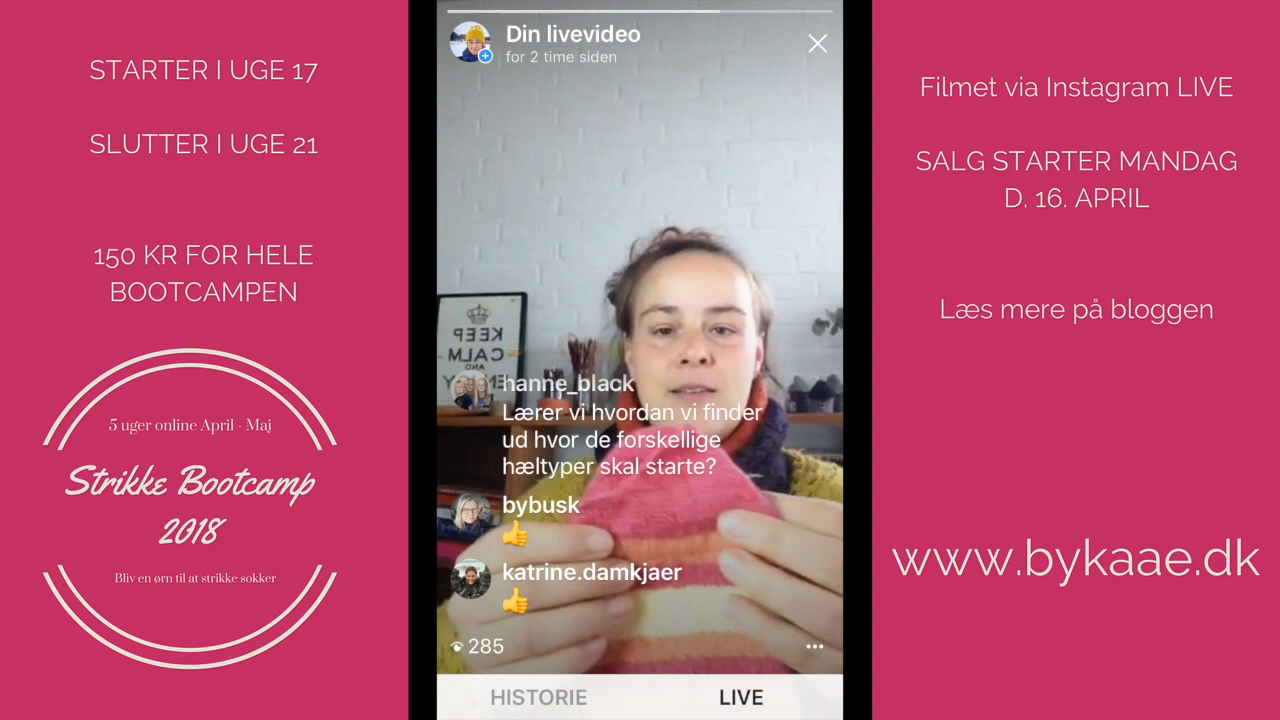 STARTER I UGE 17
SLUTTER I UGE 21
150 KR FOR HELE
BOOTCAMPEN
5 uger online April - Maj
Strikke Bootcamp
2018
Bliv en ørn til at strikke sokker
Din livevideo
for 2 time siden
KEEP
CALM
AND
hanne_black
Lærer vi hvordan vi finder
ud hvor de forskellige
hæltyper skal starte?
bybusk
👍
katrine.damkjaer
👍
285
HISTORIE
LIVE
Filmet via Instagram LIVE
SALG STARTER MANDAG
D. 16. APRIL
Læs mere på bloggen
www.bykaae.dk